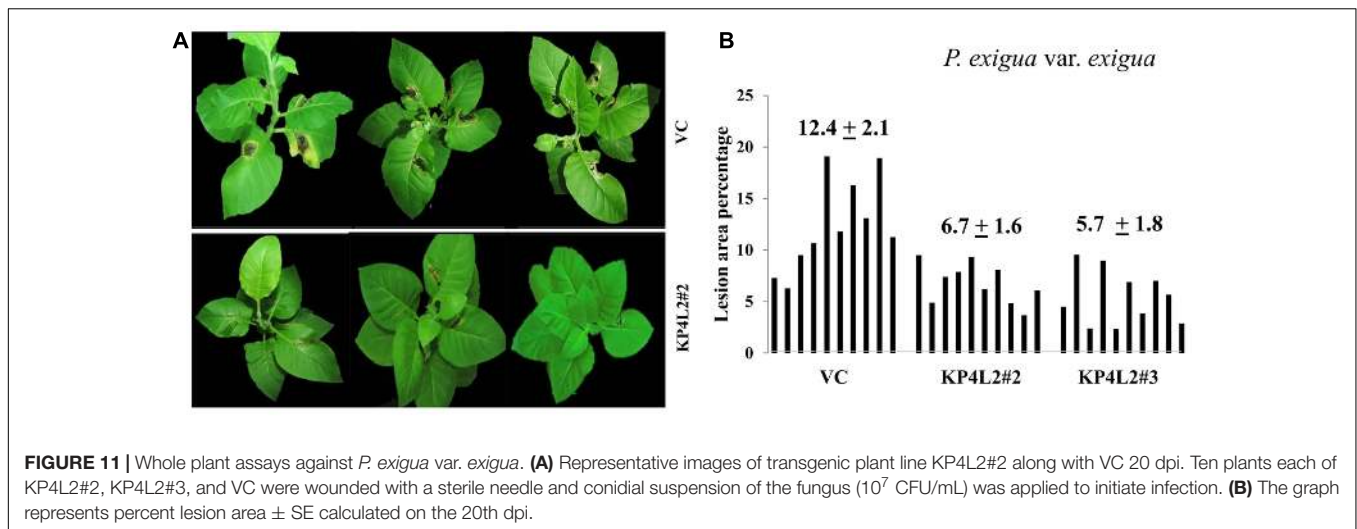 A
VC
KP4L2#2
B
P. exigua var. exigua
Lesion area percentage
25
20
15
10
5
0
12.4 ± 2.1
6.7 ± 1.6
5.7 ± 1.8
VC
KP4L2#2
KP4L2#3
FIGURE 11 | Whole plant assays against P. exigua var. exigua. (A) Representative images of transgenic plant line KP4L2#2 along with VC 20 dpi. Ten plants each of
KP4L2#2, KP4L2#3, and VC were wounded with a sterile needle and conidial suspension of the fungus (10⁷ CFU/mL) was applied to initiate infection. (B) The graph
represents percent lesion area ± SE calculated on the 20th dpi.